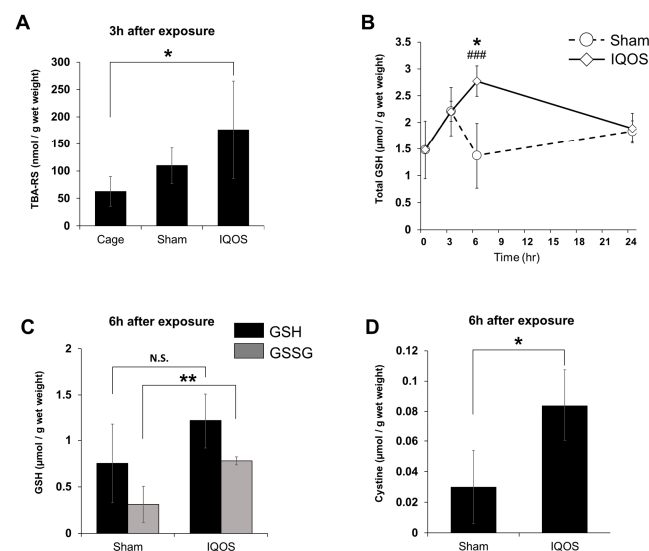 A
3h after exposure
*
TBA-RS (nmol / g wet weight)
300
250
200
150
100
50
0
Cage Sham IQOS
B
Sham
IQOS
*
###
Total GSH (μmol / g wet weight)
3.5
3
2.5
2
1.5
1
0.5
0
0 3 6 9 12 15 18 21 24
Time (hr)
C
6h after exposure
GSH
GSSG
N.S.
**
GSH (μmol / g wet weight)
2
1.5
1
0.5
0
Sham IQOS
D
6h after exposure
*
Cystine (μmol / g wet weight)
0.12
0.1
0.08
0.06
0.04
0.02
0
Sham IQOS